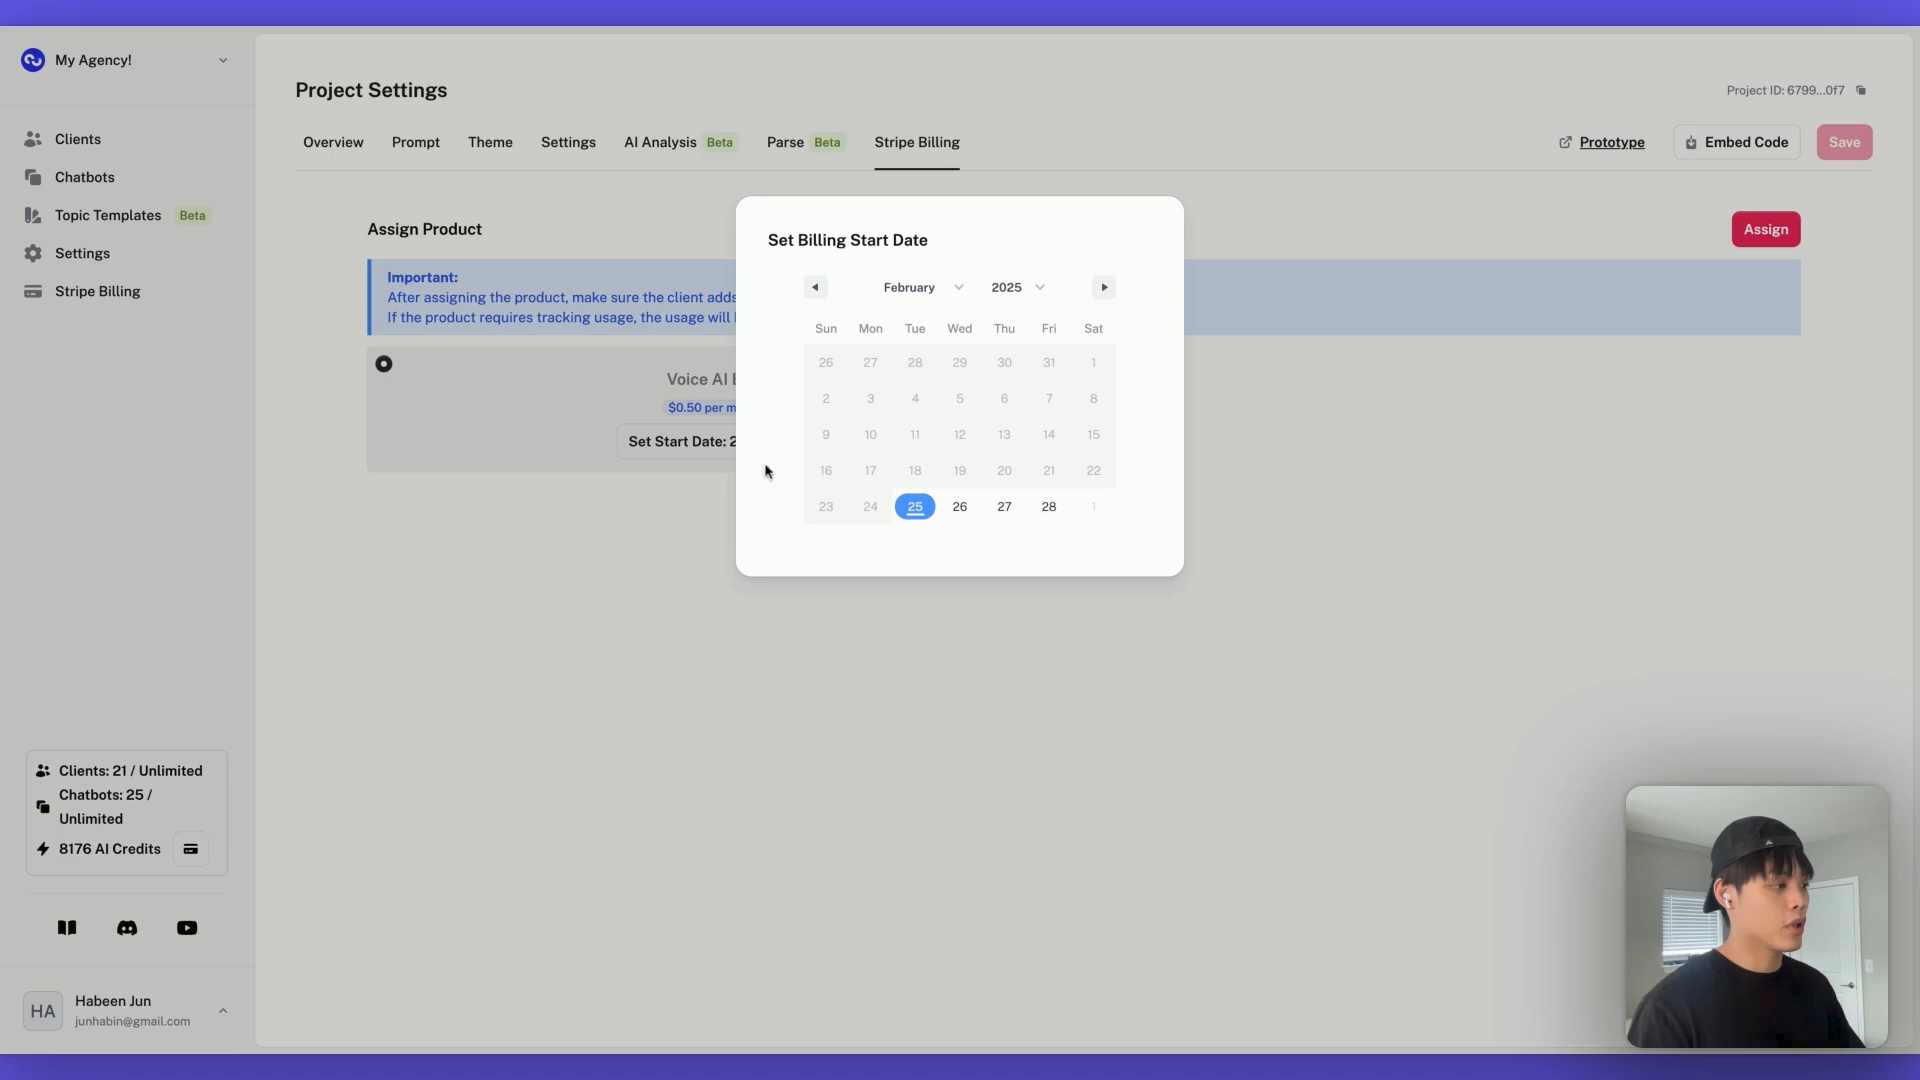 My Agency!
Clients
Chatbots
Topic Templates Beta
Settings
Stripe Billing
Clients: 21 / Unlimited
Chatbots: 25 /
Unlimited
8176 AI Credits
HA
Habeen Jun
junhabin@gmail.com
Project Settings
Project ID: 6799...0f7
Overview Prompt Theme Settings AI Analysis Beta Parse Beta Stripe Billing
Prototype Embed Code Save
Assign Product
Assign
Important:
After assigning the product, make sure the client adds
If the product requires tracking usage, the usage will
Voice AI
$0.50 per m
Set Start Date: 2
Set Billing Start Date
February 2025
Sun Mon Tue Wed Thu Fri Sat
26 27 28 29 30 31 1
2 3 4 5 6 7 8
9 10 11 12 13 14 15
16 17 18 19 20 21 22
23 24 25 26 27 28 1